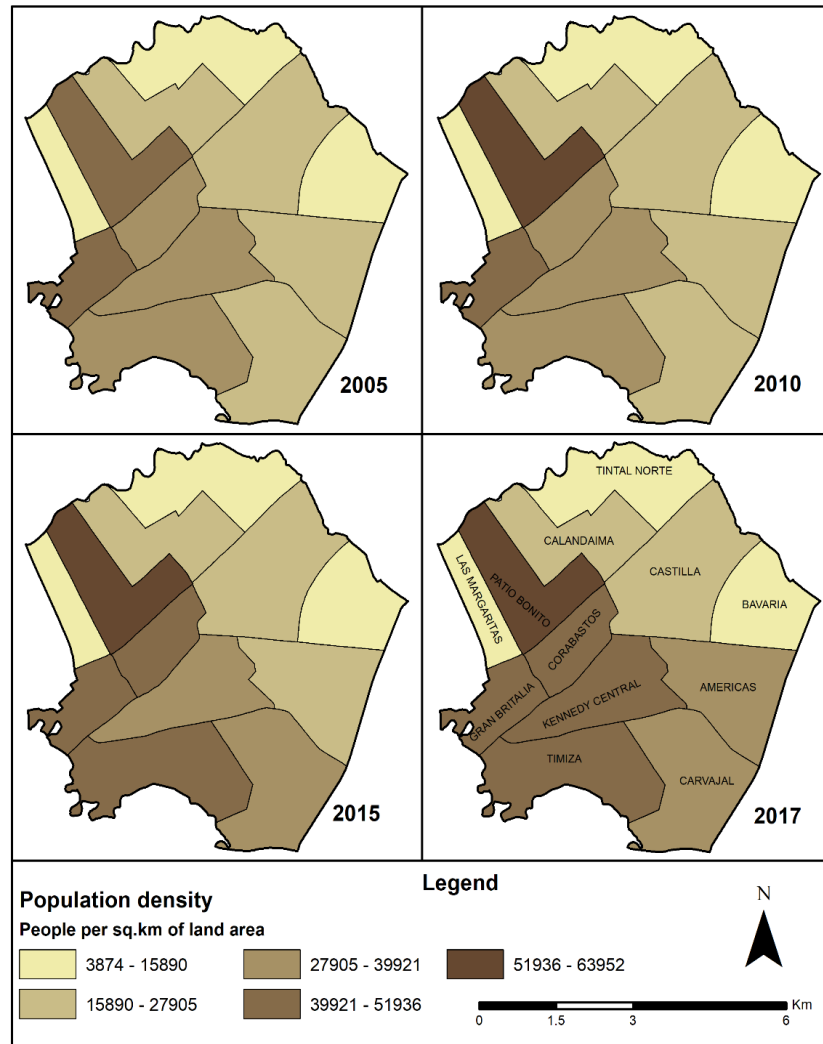 2005
2010
2015
TINTAL NORTE
CALANDAIMA
CASTILLA
LAS MARGARITAS
PATIO BONITO
BAVARIA
CORABASTOS
AMERICAS
GRAN BRITALIA
KENNEDY CENTRAL
TIMIZA
CARVAJAL
2017
Legend
Population density
People per sq.km of land area
N
3874 - 15890
27905 - 39921
51936 - 63952
15890 - 27905
39921 - 51936
Km
0 1.5 3 6